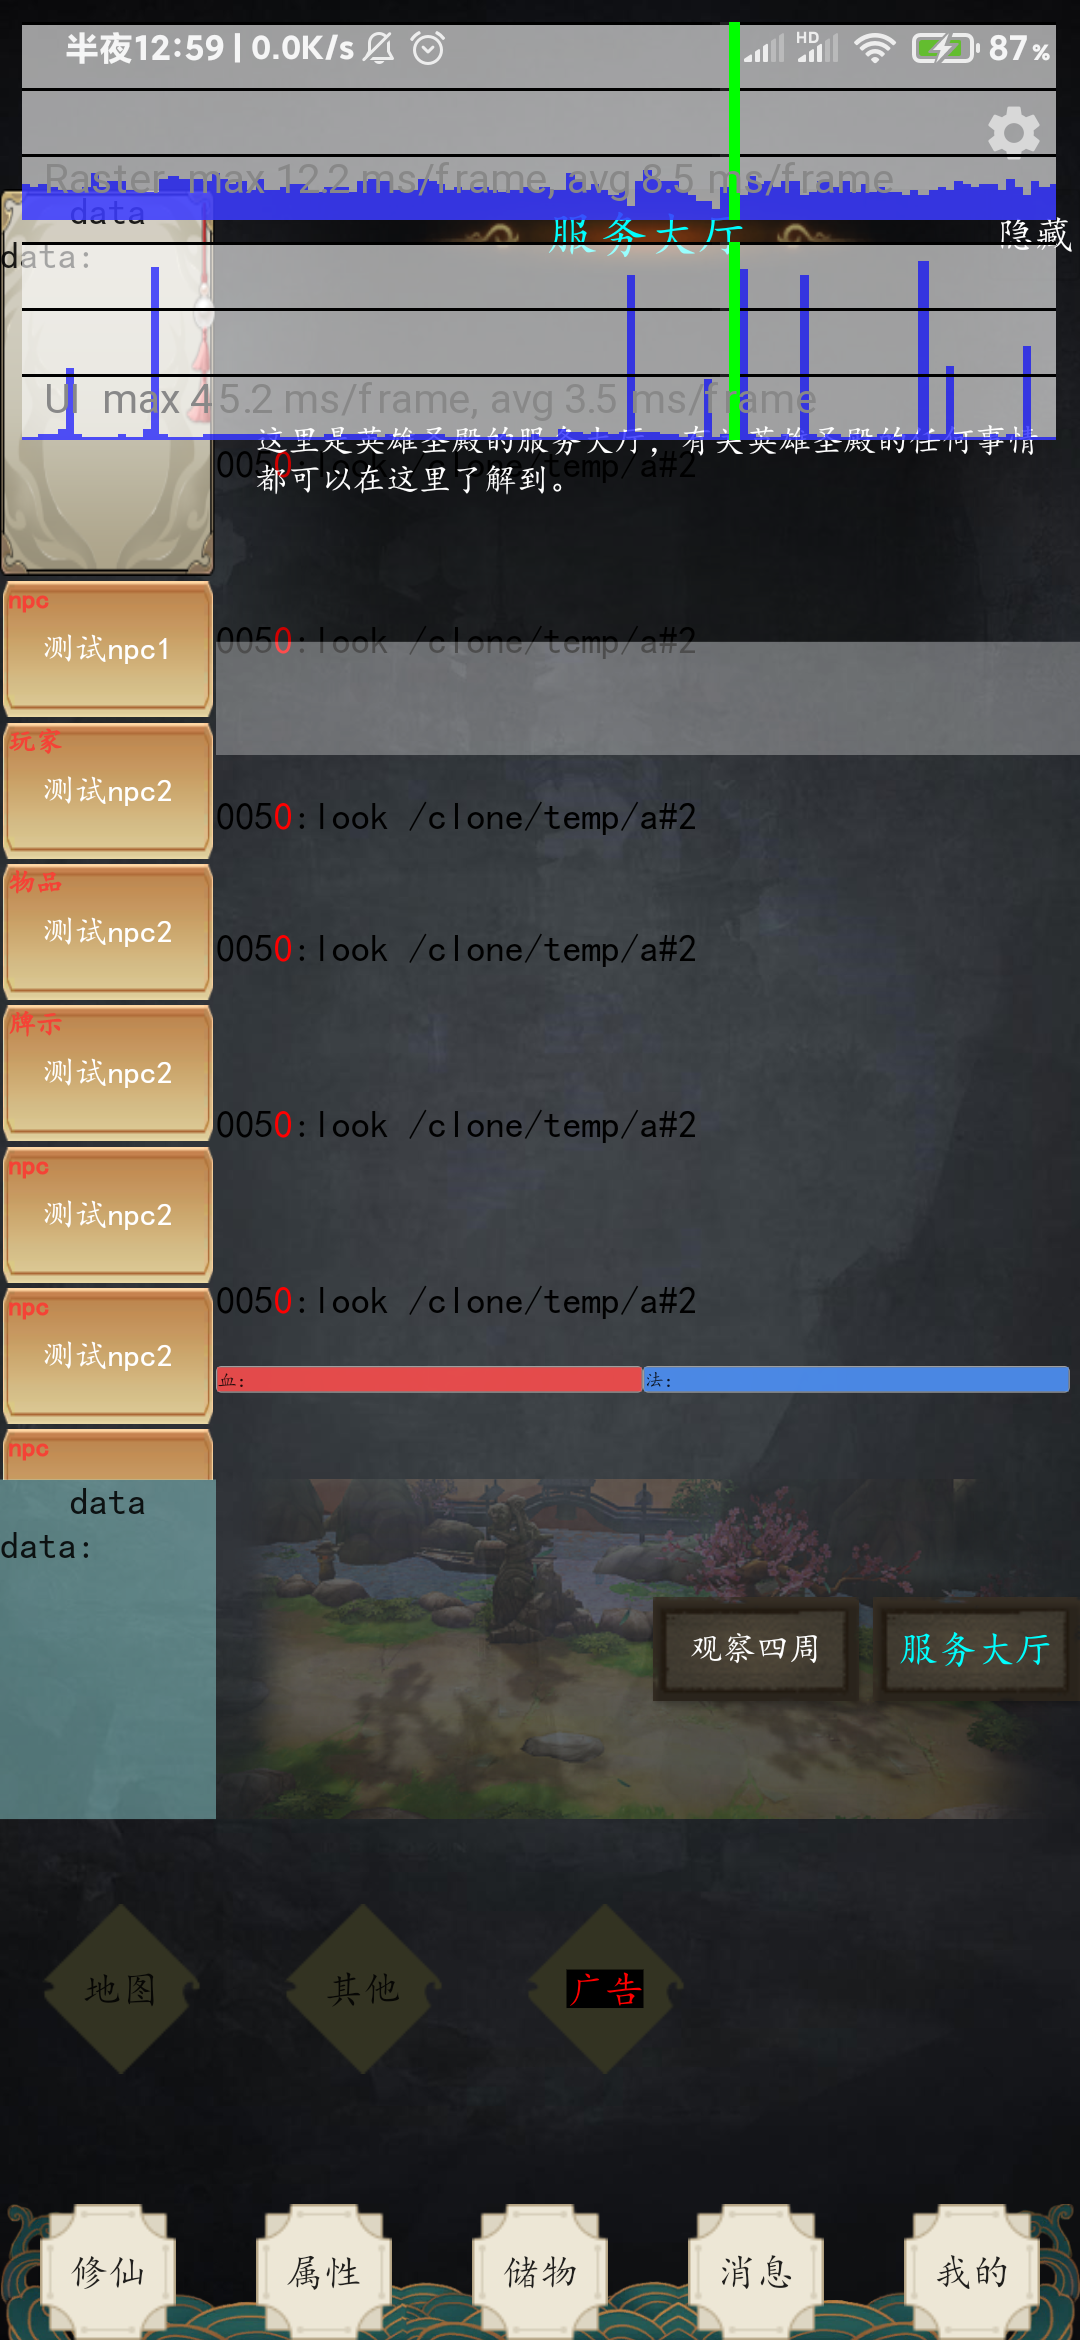 半夜12:59 | 0.0K/s HD 87%
Raster max 12.2 ms/frame, avg 8.5 ms/frame
data
服务大厅
隐藏
data:
UI max 45.2 ms/frame, avg 3.5 ms/frame
这里是英雄圣殿的服务大厅，有关英雄圣殿的任何事情
都可以在这里了解到。
0050:look /clone/temp/a#2
npc
测试npc1
0050:look /clone/temp/a#2
玩家
测试npc2
0050:look /clone/temp/a#2
物品
测试npc2
0050:look /clone/temp/a#2
牌示
测试npc2
0050:look /clone/temp/a#2
npc
测试npc2
0050:look /clone/temp/a#2
npc
测试npc2
血:
法:
npc
data
data:
观察四周
服务大厅
地图
其他
广告
修仙
属性
储物
消息
我的